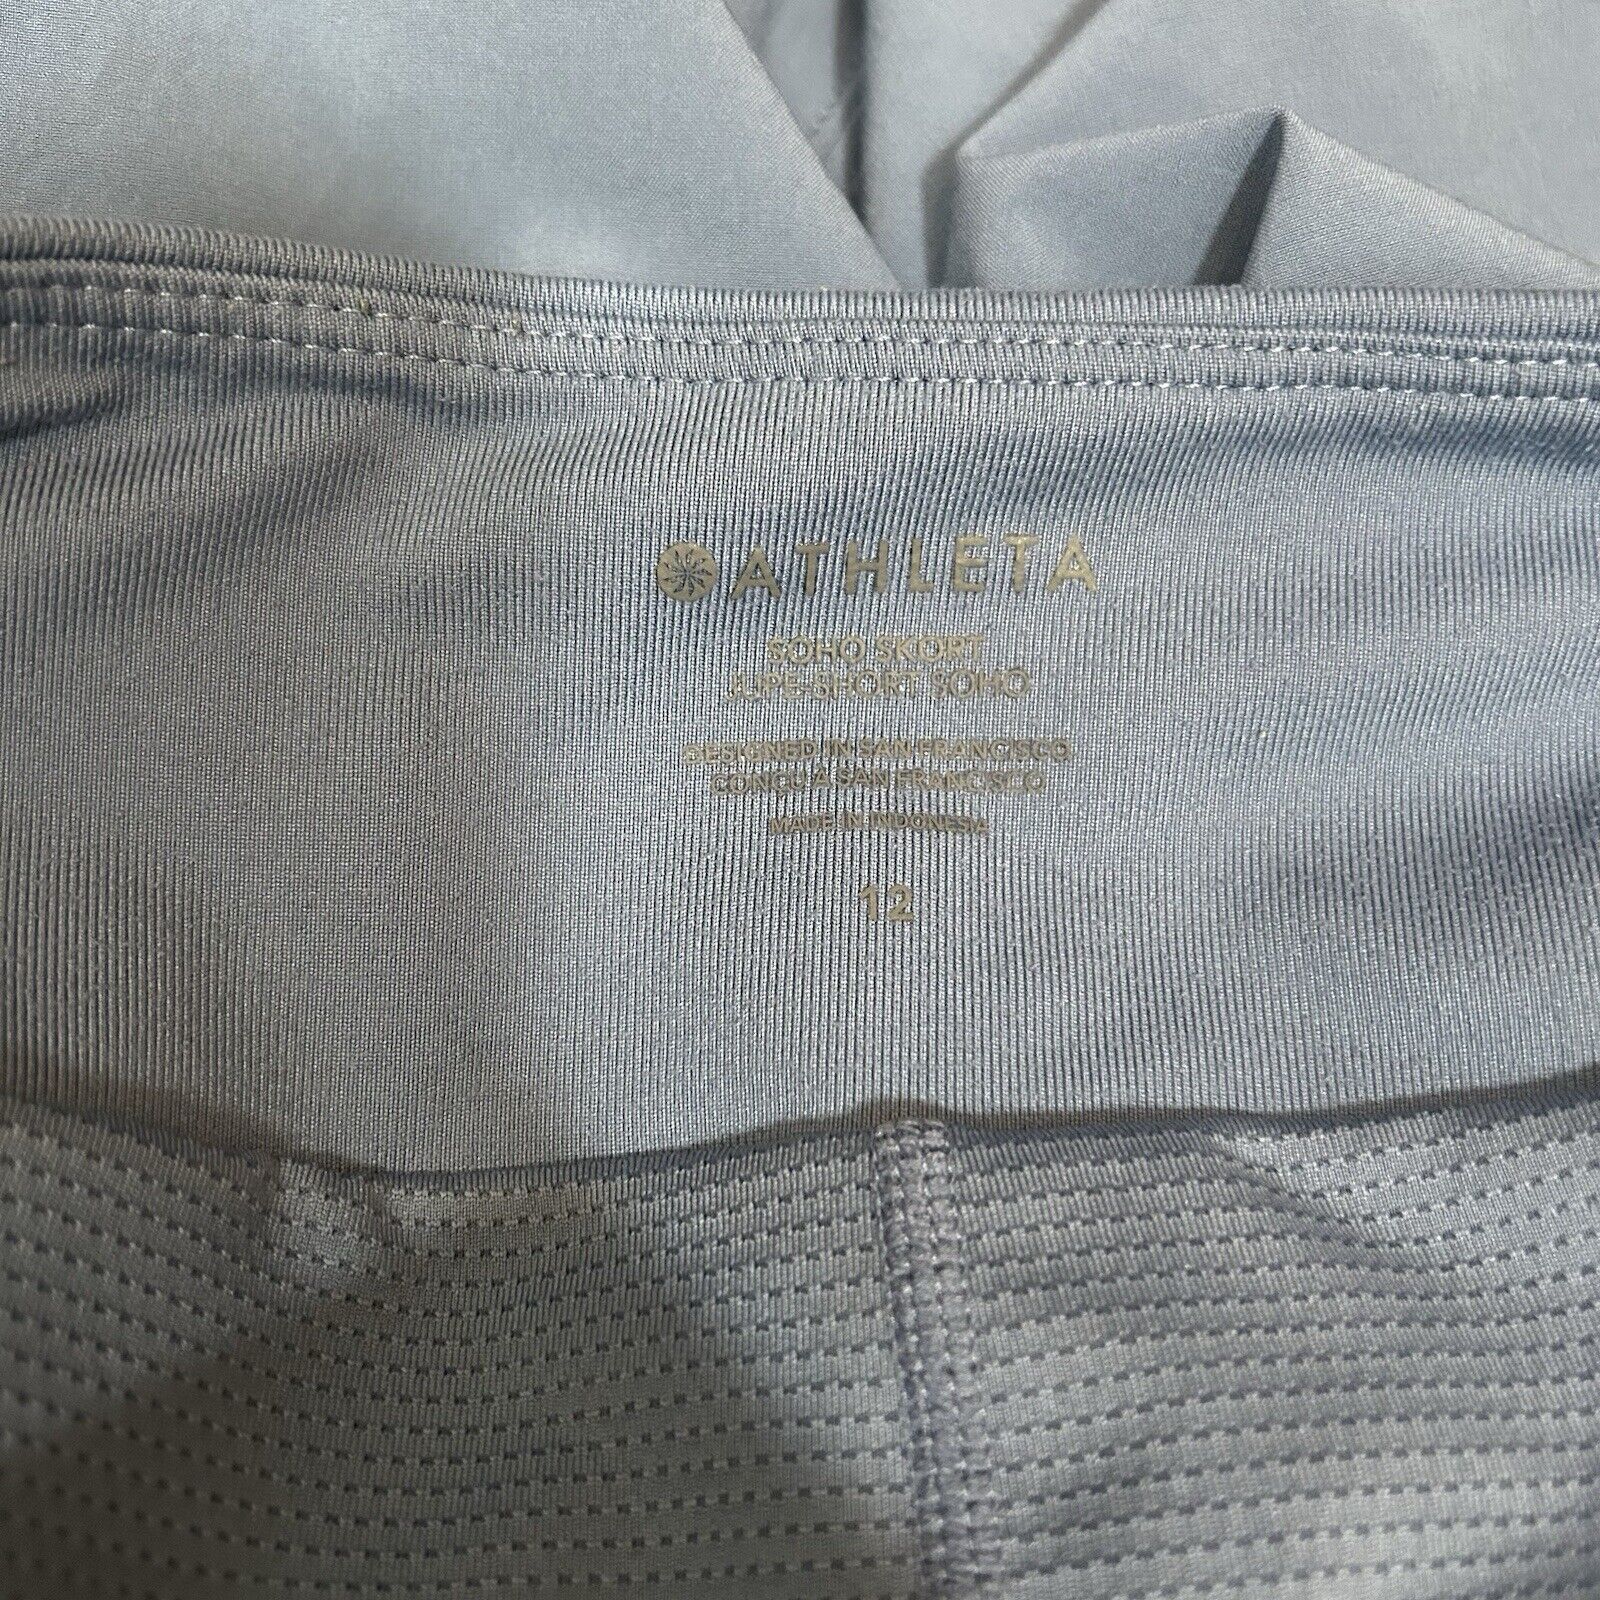 ATHLETA
SOHO SKORT
JUPE-SHORT SOHO
DESIGNED IN SAN FRANCISCO
CONÇU À SAN FRANCISCO
MADE IN INDONESIA
12